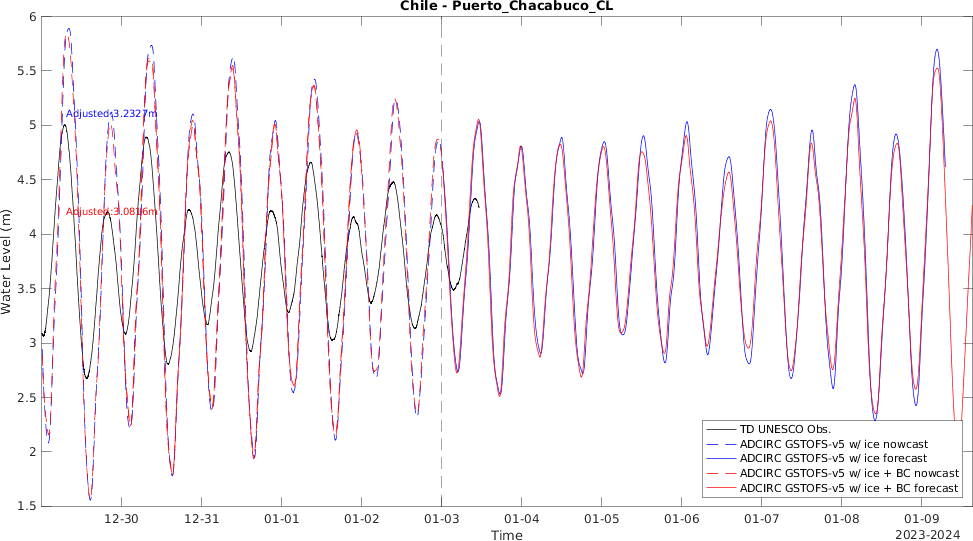 Chile - Puerto_Chacabuco_CL
6
5.5
5
4.5
4
3.5
3
2.5
2
1.5
Water Level (m)
Adjusted:3.2327m
Adjusted:3.0816m
TD UNESCO Obs.
ADCIRC GSTOFS-v5 w/ ice nowcast
ADCIRC GSTOFS-v5 w/ ice forecast
ADCIRC GSTOFS-v5 w/ ice + BC nowcast
ADCIRC GSTOFS-v5 w/ ice + BC forecast
12-30 12-31 01-01 01-02 01-03 01-04 01-05 01-06 01-07 01-08 01-09
Time
2023-2024